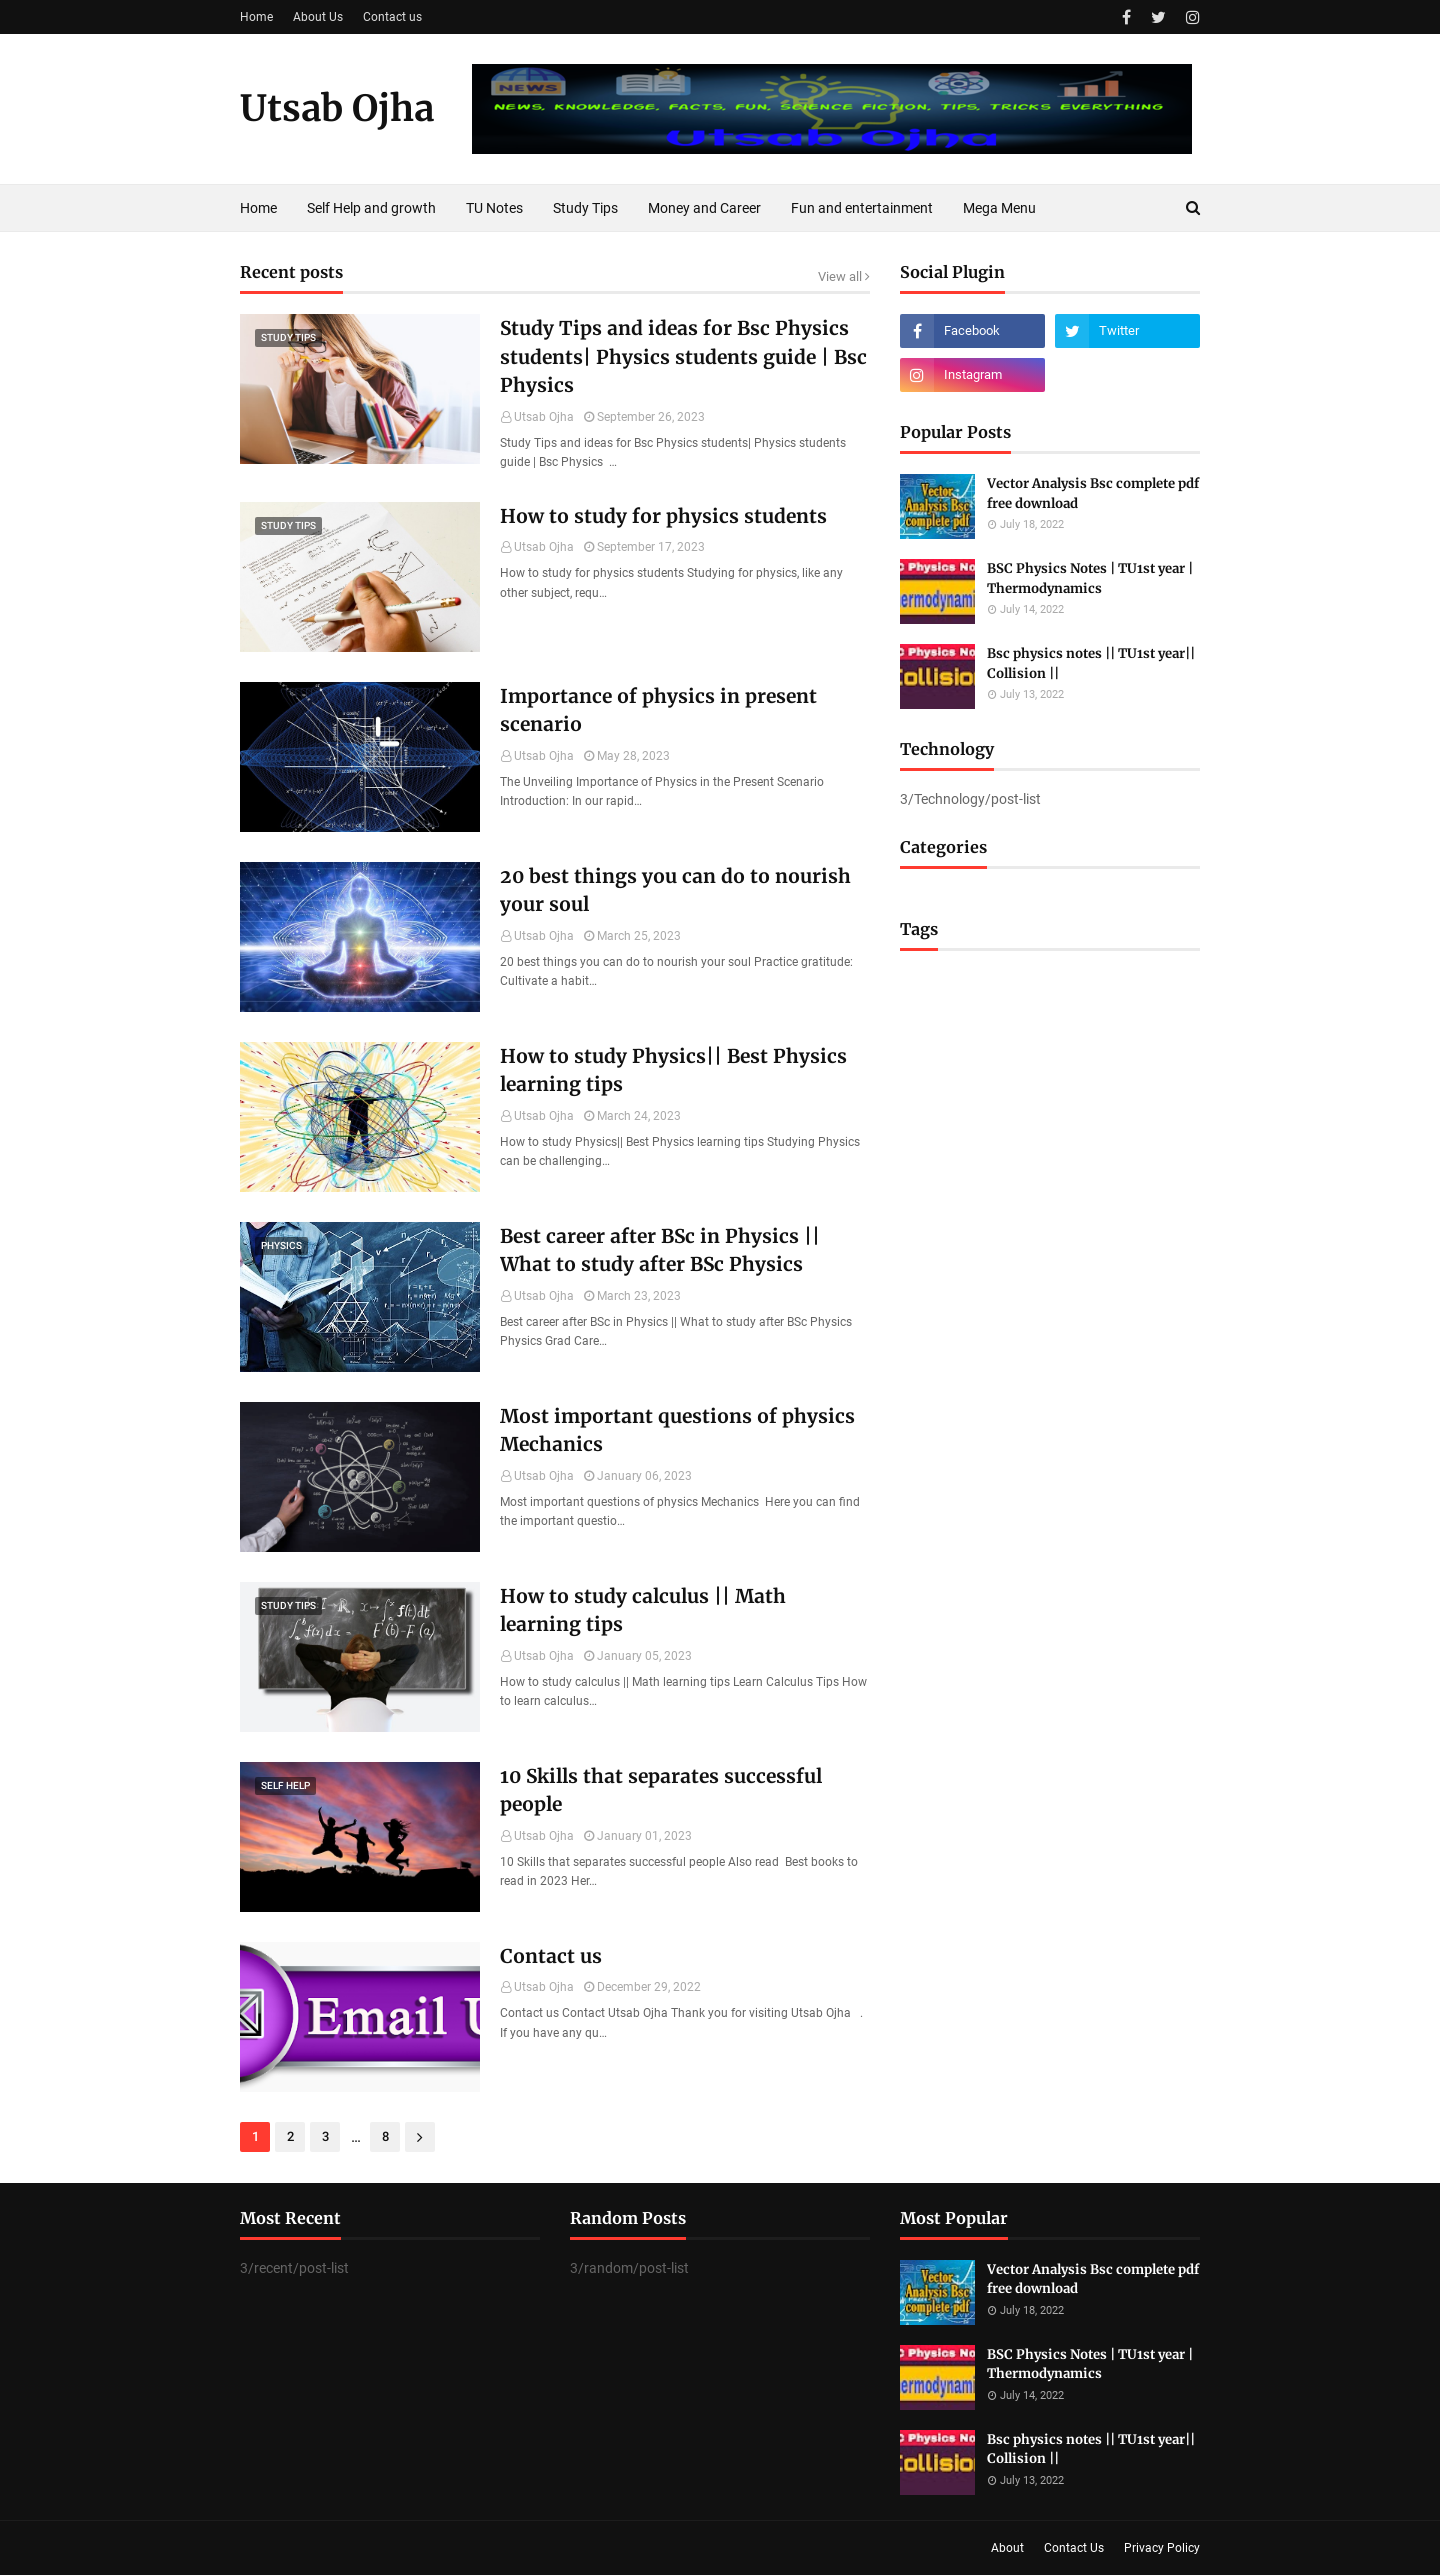 Home About Us Contact us
Utsab Ojha
NEWS
NEWS, KNOWLEDGE, FACTS, FUN, SCIENCE FICTION, TIPS, TRICKS EVERYTHING
Utsab Ojha
Home Self Help and growth TU Notes Study Tips Money and Career Fun and entertainment Mega Menu
Recent posts
View all
STUDY TIPS
Study Tips and ideas for Bsc Physics
students| Physics students guide | Bsc
Physics
Utsab Ojha September 26, 2023
Study Tips and ideas for Bsc Physics students| Physics students
guide | Bsc Physics ...
STUDY TIPS
How to study for physics students
Utsab Ojha September 17, 2023
How to study for physics students Studying for physics, like any
other subject, requ...
Importance of physics in present
scenario
Utsab Ojha May 28, 2023
The Unveiling Importance of Physics in the Present Scenario
Introduction: In our rapid...
20 best things you can do to nourish
your soul
Utsab Ojha March 25, 2023
20 best things you can do to nourish your soul Practice gratitude:
Cultivate a habit...
How to study Physics|| Best Physics
learning tips
Utsab Ojha March 24, 2023
How to study Physics|| Best Physics learning tips Studying Physics
can be challenging...
PHYSICS
Best career after BSc in Physics ||
What to study after BSc Physics
Utsab Ojha March 23, 2023
Best career after BSc in Physics || What to study after BSc Physics
Physics Grad Care...
Most important questions of physics
Mechanics
Utsab Ojha January 06, 2023
Most important questions of physics Mechanics Here you can find
the important questio...
STUDY TIPS
How to study calculus || Math
learning tips
Utsab Ojha January 05, 2023
How to study calculus || Math learning tips Learn Calculus Tips How
to learn calculus...
SELF HELP
10 Skills that separates successful
people
Utsab Ojha January 01, 2023
10 Skills that separates successful people Also read Best books to
read in 2023 Her...
Email U
Contact us
Utsab Ojha December 29, 2022
Contact us Contact Utsab Ojha Thank you for visiting Utsab Ojha .
If you have any qu...
1 2 3 ... 8
Social Plugin
Facebook Twitter
Instagram
Popular Posts
Vector
Analysis Bsc
complete pdf
Vector Analysis Bsc complete pdf
free download
July 18, 2022
C Physics No
ermodynami
BSC Physics Notes | TU1st year |
Thermodynamics
July 14, 2022
C Physics No
Collision
Bsc physics notes || TU1st year||
Collision ||
July 13, 2022
Technology
3/Technology/post-list
Categories
Tags
Most Recent
3/recent/post-list
Random Posts
3/random/post-list
Most Popular
Vector
Analysis Bsc
complete pdf
Vector Analysis Bsc complete pdf
free download
July 18, 2022
C Physics No
ermodynami
BSC Physics Notes | TU1st year |
Thermodynamics
July 14, 2022
C Physics No
Collision
Bsc physics notes || TU1st year||
Collision ||
July 13, 2022
About Contact Us Privacy Policy